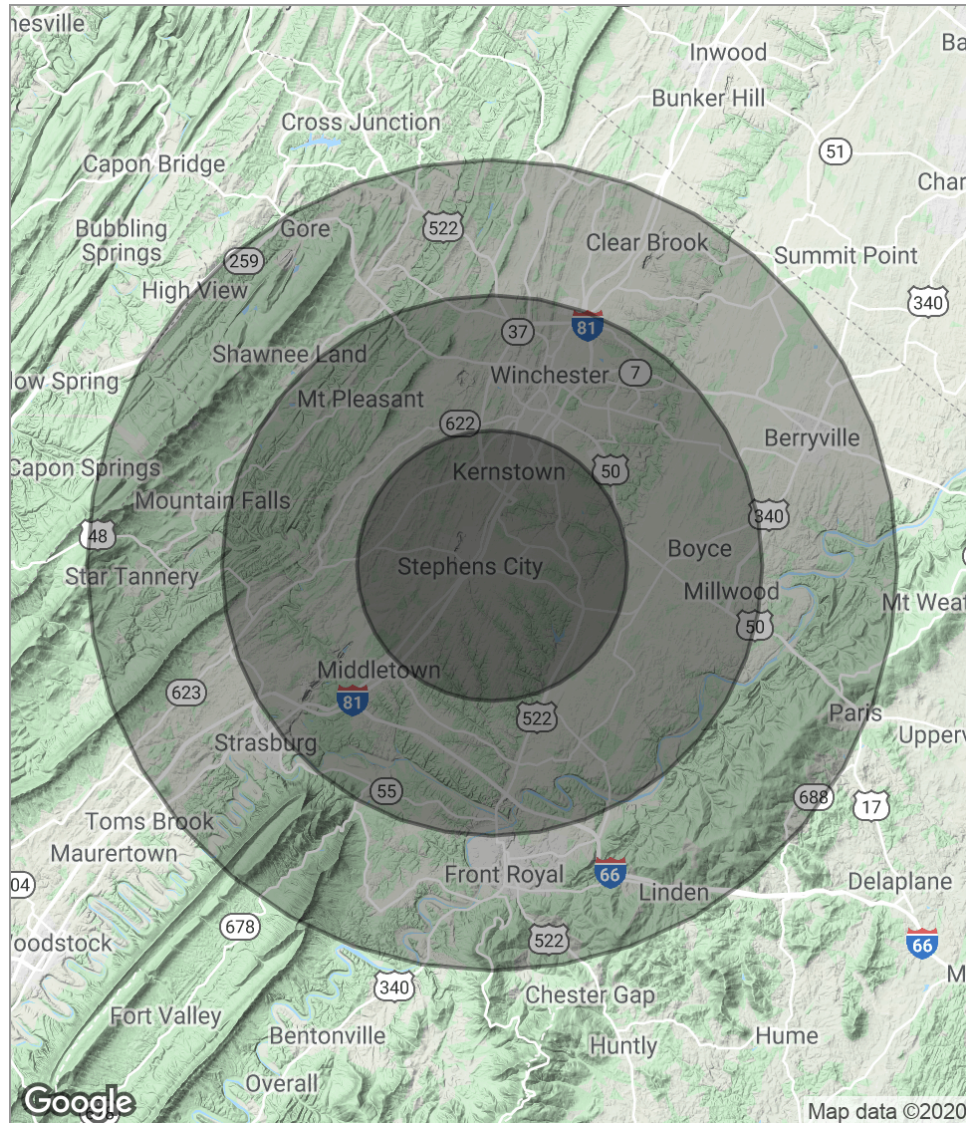 nesville
Inwood
Ba
Bunker Hill
Cross Junction
51
Capon Bridge
Char
Bubbling
Springs
Gore
522
Clear Brook
Summit Point
259
High View
340
81
37
Shawnee Land
low Spring
Winchester
7
Mt Pleasant
622
Berryville
Capon Springs
Kernstown
50
Mountain Falls
340
48
Boyce
Star Tannery
Stephens City
Millwood
Mt Weat
50
Middletown
623
81
522
Paris
Upperv
Strasburg
55
688
17
Toms Brook
Maurertown
Front Royal
66
04
Linden
Delaplane
678
522
66
oodstock
M
340
Chester Gap
Fort Valley
Bentonville
Huntly
Hume
Overall
Google
Map data ©2020